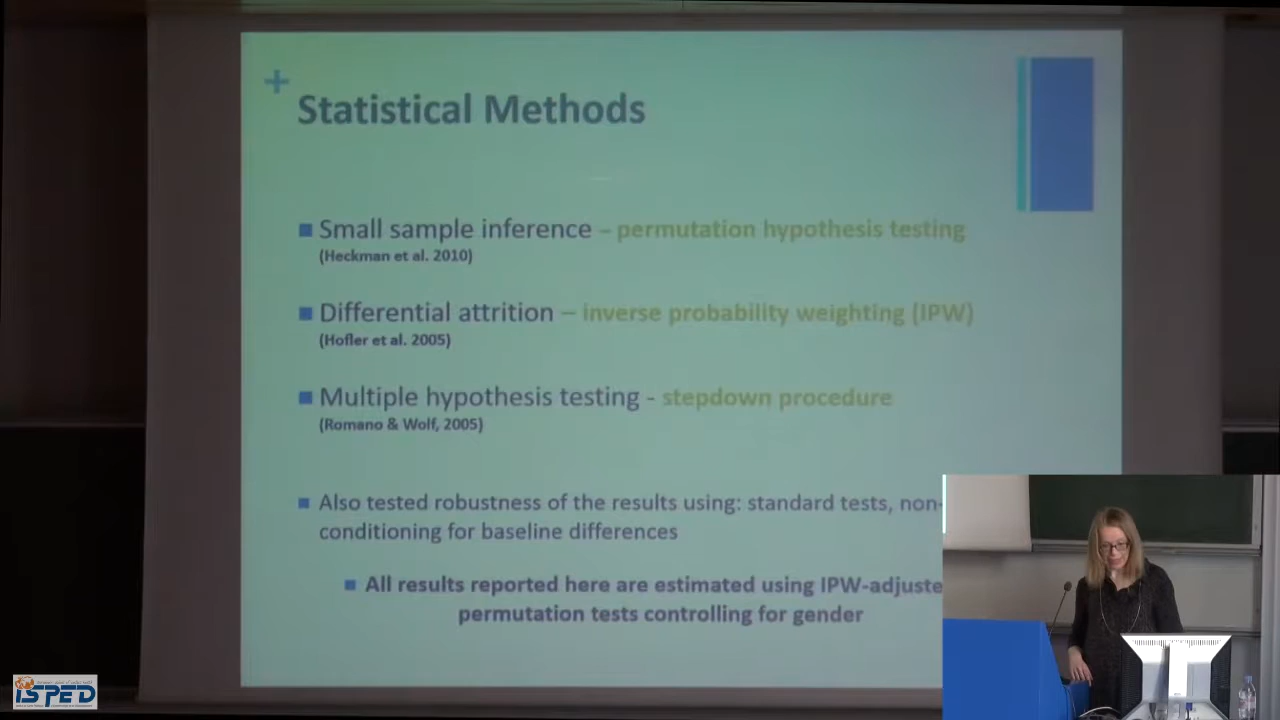 +
Statistical Methods
Small sample inference – permutation hypothesis testing
(Heckman et al. 2010)
Differential attrition – inverse probability weighting (IPW)
(Hofler et al. 2005)
Multiple hypothesis testing - stepdown procedure
(Romano & Wolf, 2005)
Also tested robustness of the results using: standard tests, non-
conditioning for baseline differences
All results reported here are estimated using IPW-adjuste
permutation tests controlling for gender
ISPED